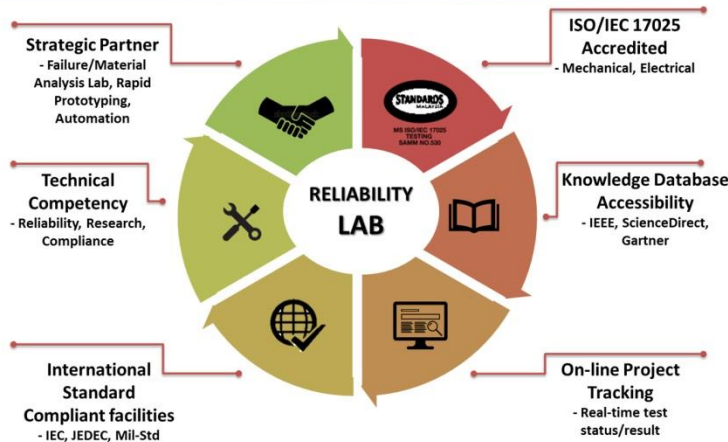 Strategic Partner
- Failure/Material
Analysis Lab, Rapid
Prototyping,
Automation
ISO/IEC 17025
Accredited
- Mechanical, Electrical
STANDARDS
MALAYSIA
MS ISO/IEC 17025
TESTING
SAMM NO.530
Technical
Competency
- Reliability, Research,
Compliance
RELIABILITY
LAB
Knowledge Database
Accessibility
- IEEE, ScienceDirect,
Gartner
International
Standard
Compliant facilities
- IEC, JEDEC, Mil-Std
On-line Project
Tracking
- Real-time test
status/result